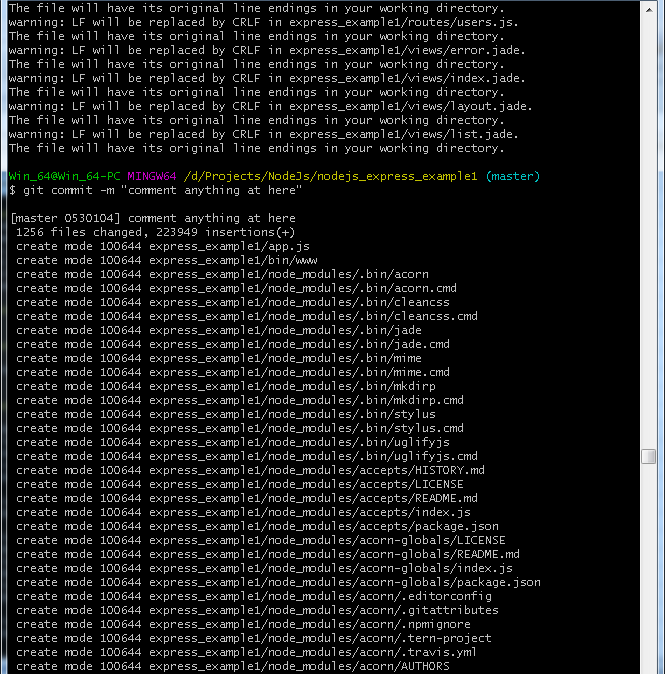 The file will have its original line endings in your working directory.
warning: LF will be replaced by CRLF in express_example1/routes/users.js.
The file will have its original line endings in your working directory.
warning: LF will be replaced by CRLF in express_example1/views/error.jade.
The file will have its original line endings in your working directory.
warning: LF will be replaced by CRLF in express_example1/views/index.jade.
The file will have its original line endings in your working directory.
warning: LF will be replaced by CRLF in express_example1/views/layout.jade.
The file will have its original line endings in your working directory.
warning: LF will be replaced by CRLF in express_example1/views/list.jade.
The file will have its original line endings in your working directory.
Win_64@Win_64-PC MINGW64 /d/Projects/NodeJs/nodejs_express_example1 (master)
$ git commit -m "comment anything at here"
[master 0530104] comment anything at here
1256 files changed, 223949 insertions(+)
create mode 100644 express_example1/app.js
create mode 100644 express_example1/bin/www
create mode 100644 express_example1/node_modules/.bin/acorn
create mode 100644 express_example1/node_modules/.bin/acorn.cmd
create mode 100644 express_example1/node_modules/.bin/cleancss
create mode 100644 express_example1/node_modules/.bin/cleancss.cmd
create mode 100644 express_example1/node_modules/.bin/jade
create mode 100644 express_example1/node_modules/.bin/jade.cmd
create mode 100644 express_example1/node_modules/.bin/mime
create mode 100644 express_example1/node_modules/.bin/mime.cmd
create mode 100644 express_example1/node_modules/.bin/mkdirp
create mode 100644 express_example1/node_modules/.bin/mkdirp.cmd
create mode 100644 express_example1/node_modules/.bin/stylus
create mode 100644 express_example1/node_modules/.bin/stylus.cmd
create mode 100644 express_example1/node_modules/.bin/uglifyjs
create mode 100644 express_example1/node_modules/.bin/uglifyjs.cmd
create mode 100644 express_example1/node_modules/accepts/HISTORY.md
create mode 100644 express_example1/node_modules/accepts/LICENSE
create mode 100644 express_example1/node_modules/accepts/README.md
create mode 100644 express_example1/node_modules/accepts/index.js
create mode 100644 express_example1/node_modules/accepts/package.json
create mode 100644 express_example1/node_modules/acorn-globals/LICENSE
create mode 100644 express_example1/node_modules/acorn-globals/README.md
create mode 100644 express_example1/node_modules/acorn-globals/index.js
create mode 100644 express_example1/node_modules/acorn-globals/package.json
create mode 100644 express_example1/node_modules/acorn/.editorconfig
create mode 100644 express_example1/node_modules/acorn/.gitattributes
create mode 100644 express_example1/node_modules/acorn/.npmignore
create mode 100644 express_example1/node_modules/acorn/.tern-project
create mode 100644 express_example1/node_modules/acorn/.travis.yml
create mode 100644 express_example1/node_modules/acorn/AUTHORS